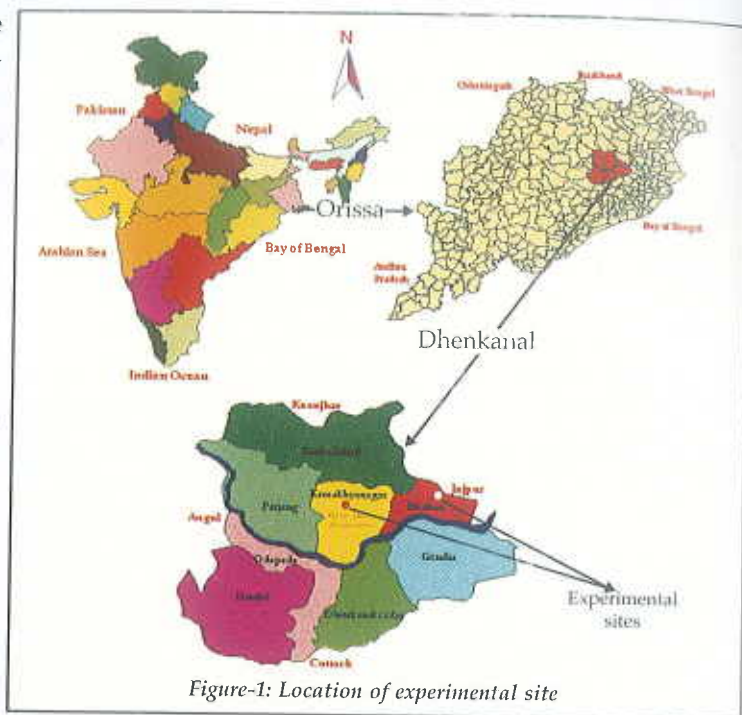 N
Pakistan
Nepal
Orissa
Arabian Sea
Bay of Bengal
Indian Ocean
Chhattisgarh
Jharkhand
West Bengal
Bay of Bengal
Andhra
Pradesh
Dhenkanal
Keonjhar
Kamakhyanagar
Parjang
Jajpur
Angul
Odapada
Gondia
Hindol
Cuttack
Experimental
sites
Figure-1: Location of experimental site